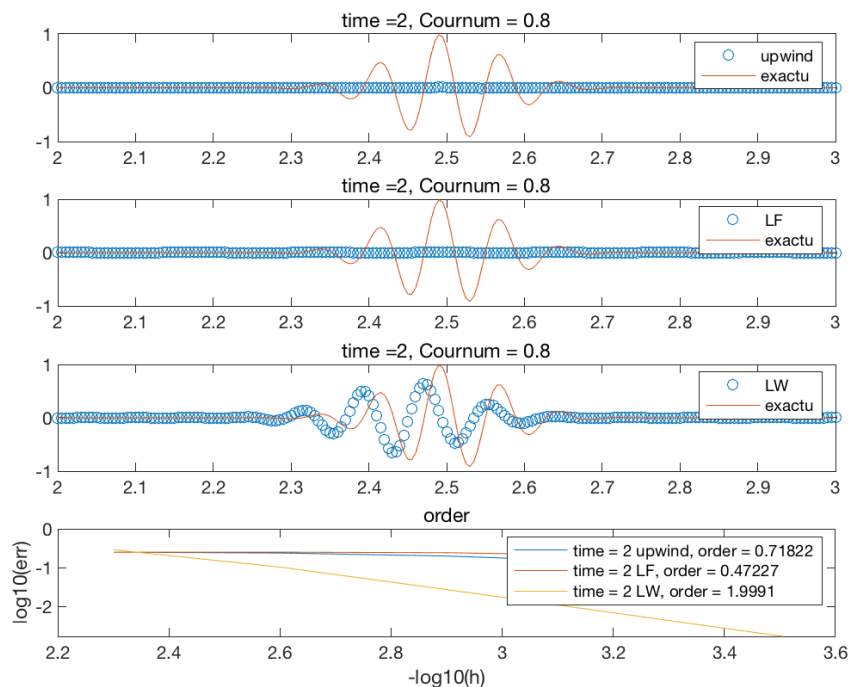 time =2, Cournum = 0.8
1
0
-1
upwind
exactu
2 2.1 2.2 2.3 2.4 2.5 2.6 2.7 2.8 2.9 3
time =2, Cournum = 0.8
1
0
-1
LF
exactu
2 2.1 2.2 2.3 2.4 2.5 2.6 2.7 2.8 2.9 3
time =2, Cournum = 0.8
1
0
-1
LW
exactu
2 2.1 2.2 2.3 2.4 2.5 2.6 2.7 2.8 2.9 3
order
log10(err)
0
-1
-2
time = 2 upwind, order = 0.71822
time = 2 LF, order = 0.47227
time = 2 LW, order = 1.9991
2.2 2.4 2.6 2.8 3 3.2 3.4 3.6
-log10(h)